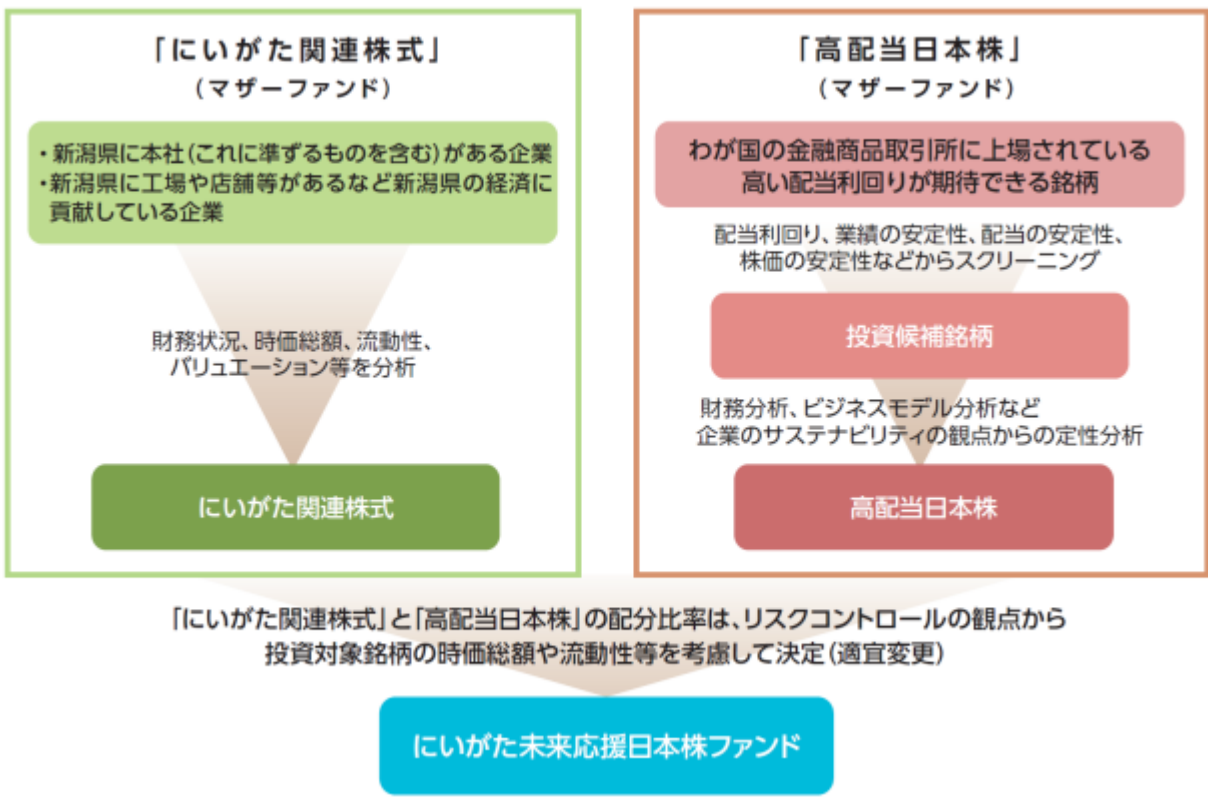 「にいがた関連株式」
(マザーファンド)
・新潟県に本社(これに準ずるものを含む)がある企業
・新潟県に工場や店舗等があるなど新潟県の経済に
貢献している企業
財務状況、時価総額、流動性、
バリュエーション等を分析
にいがた関連株式
「高配当日本株」
(マザーファンド)
わが国の金融商品取引所に上場されている
高い配当利回りが期待できる銘柄
配当利回り、業績の安定性、配当の安定性、
株価の安定性などからスクリーニング
投資候補銘柄
財務分析、ビジネスモデル分析など
企業のサステナビリティの観点からの定性分析
高配当日本株
「にいがた関連株式」と「高配当日本株」の配分比率は、リスクコントロールの観点から
投資対象銘柄の時価総額や流動性等を考慮して決定(適宜変更)
にいがた未来応援日本株ファンド